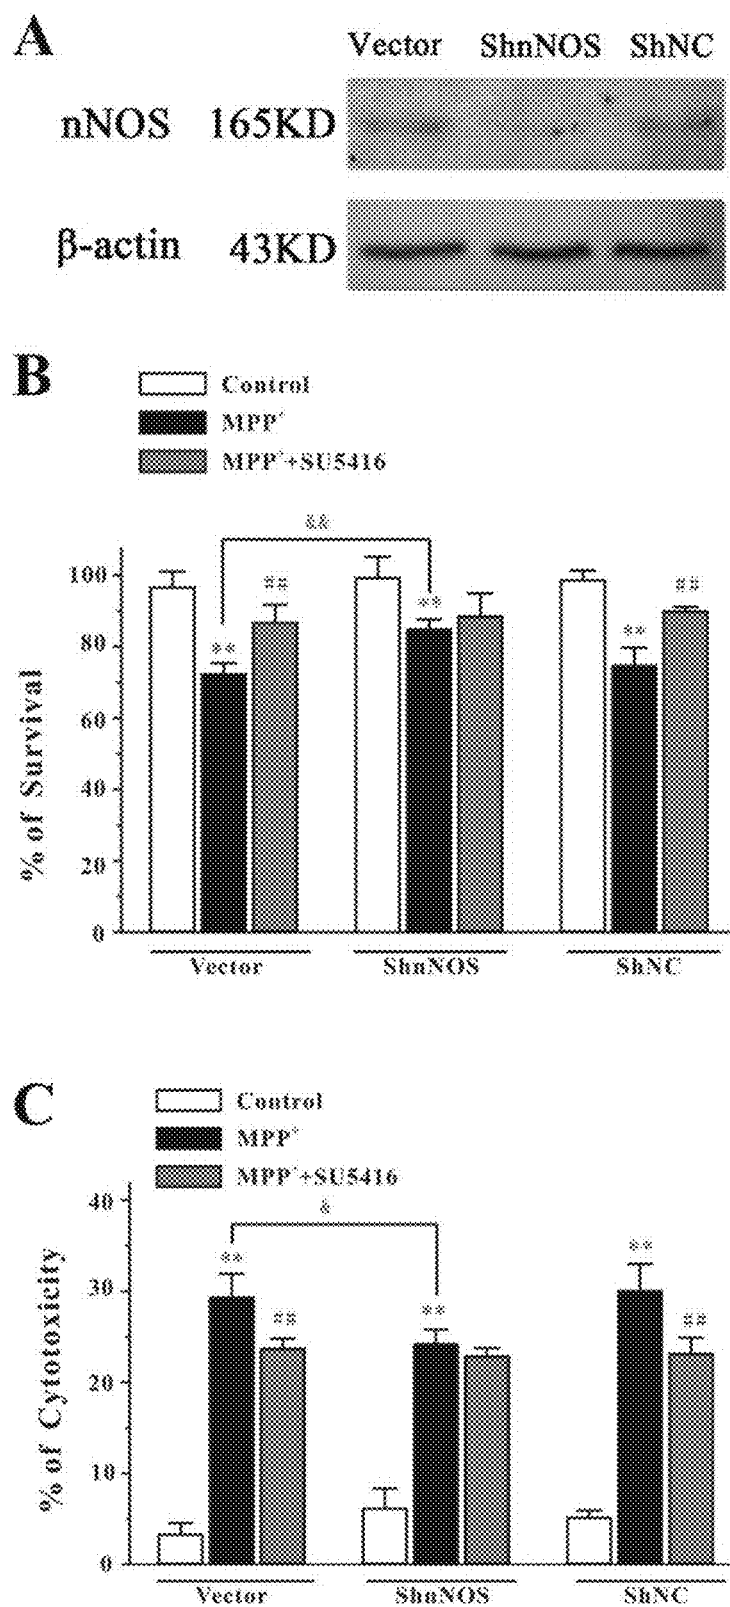 A
Vector ShnNOS ShNC
nNOS 165KD
β-actin 43KD
B
Control
MPP⁺
MPP⁺+SU5416
&&
**
##
**
**
##
% of Survival
100
80
60
40
20
0
Vector ShnNOS ShNC
C
Control
MPP⁺
MPP⁺+SU5416
&
**
##
**
**
##
% of Cytotoxicity
40
30
20
10
0
Vector ShnNOS ShNC